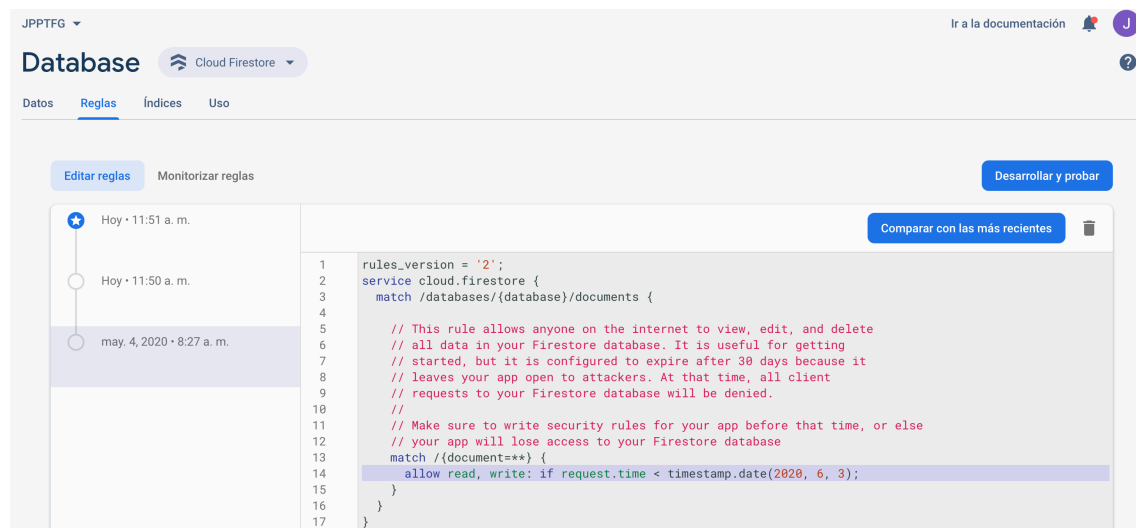 JPPTFG
Ir a la documentación
J
Database
Cloud Firestore
?
Datos
Reglas
Índices
Uso
Editar reglas
Monitorizar reglas
Desarrollar y probar
Hoy • 11:51 a. m.
Hoy • 11:50 a. m.
may. 4, 2020 • 8:27 a. m.
Comparar con las más recientes
1 rules_version = '2';
2 service cloud.firestore {
3 match /databases/{database}/documents {
4
5 // This rule allows anyone on the internet to view, edit, and delete
6 // all data in your Firestore database. It is useful for getting
7 // started, but it is configured to expire after 30 days because it
8 // leaves your app open to attackers. At that time, all client
9 // requests to your Firestore database will be denied.
10 //
11 // Make sure to write security rules for your app before that time, or else
12 // your app will lose access to your Firestore database
13 match /{document=**} {
14 allow read, write: if request.time < timestamp.date(2020, 6, 3);
15 }
16 }
17 }